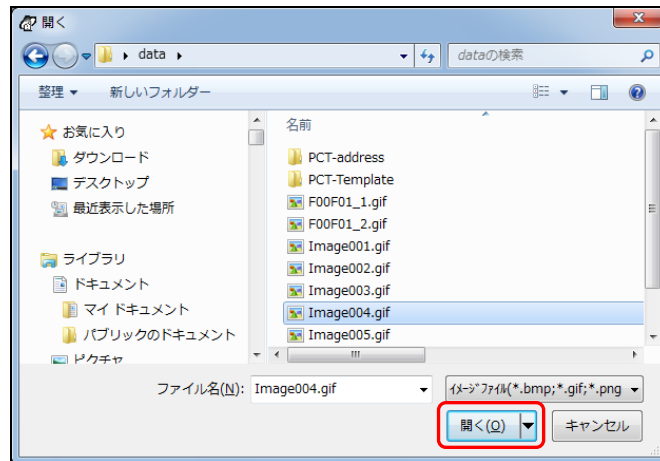 開く
data
dataの検索
整理
新しいフォルダー
お気に入り
ダウンロード
デスクトップ
最近表示した場所
ライブラリ
ドキュメント
マイ ドキュメント
パブリックのドキュメント
ピクチャ
名前
PCT-address
PCT-Template
F00F01_1.gif
F00F01_2.gif
Image001.gif
Image002.gif
Image003.gif
Image004.gif
Image005.gif
ファイル名(N): Image004.gif
ｲﾒｰｼﾞﾌｧｲﾙ(*.bmp;*.gif;*.png
開く(O)
キャンセル